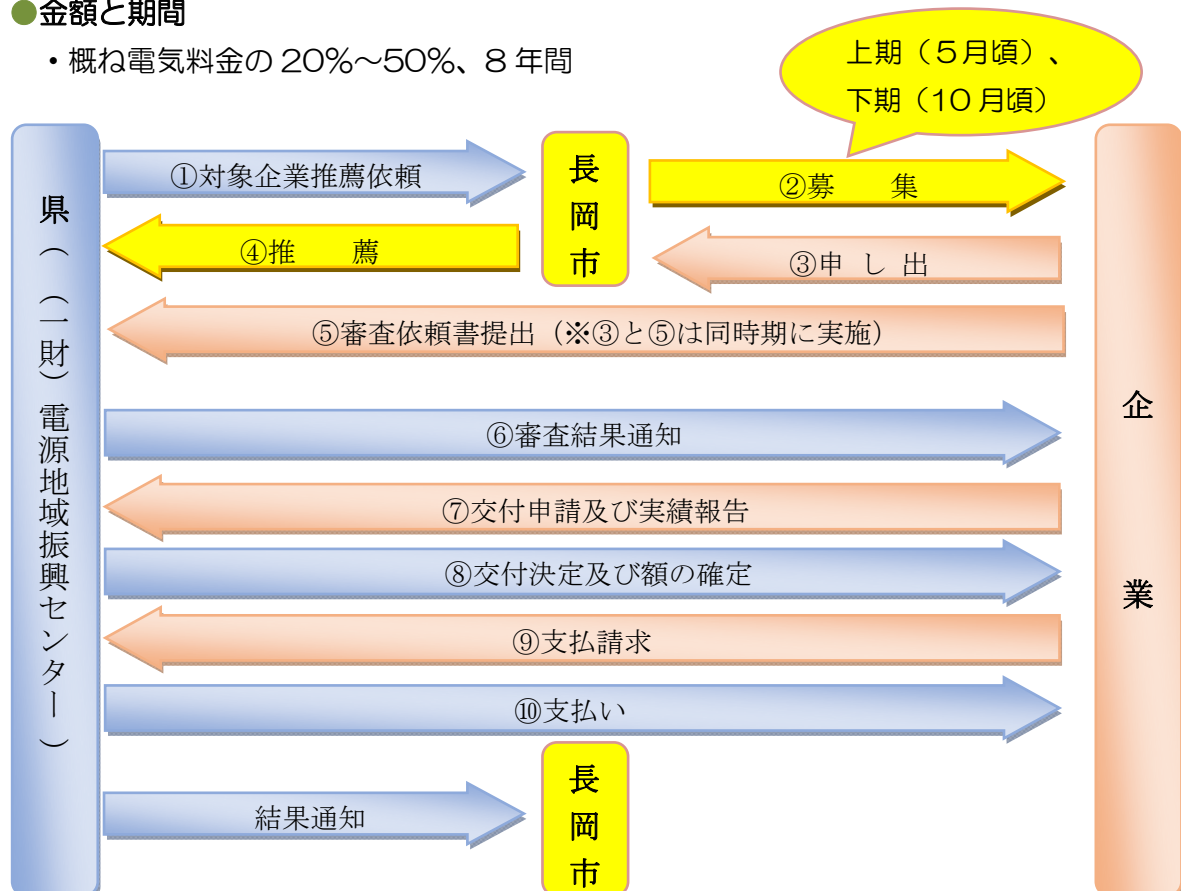 ●金額と期間
・概ね電気料金の20%~50%、8年間
上期（5月頃）、
下期（10月頃）
県（（一財）電源地域振興センター）
長岡市
企業
①対象企業推薦依頼
②募　集
④推　薦
③申し出
⑤審査依頼書提出（※③と⑤は同時期に実施）
⑥審査結果通知
⑦交付申請及び実績報告
⑧交付決定及び額の確定
⑨支払請求
⑩支払い
結果通知
長岡市